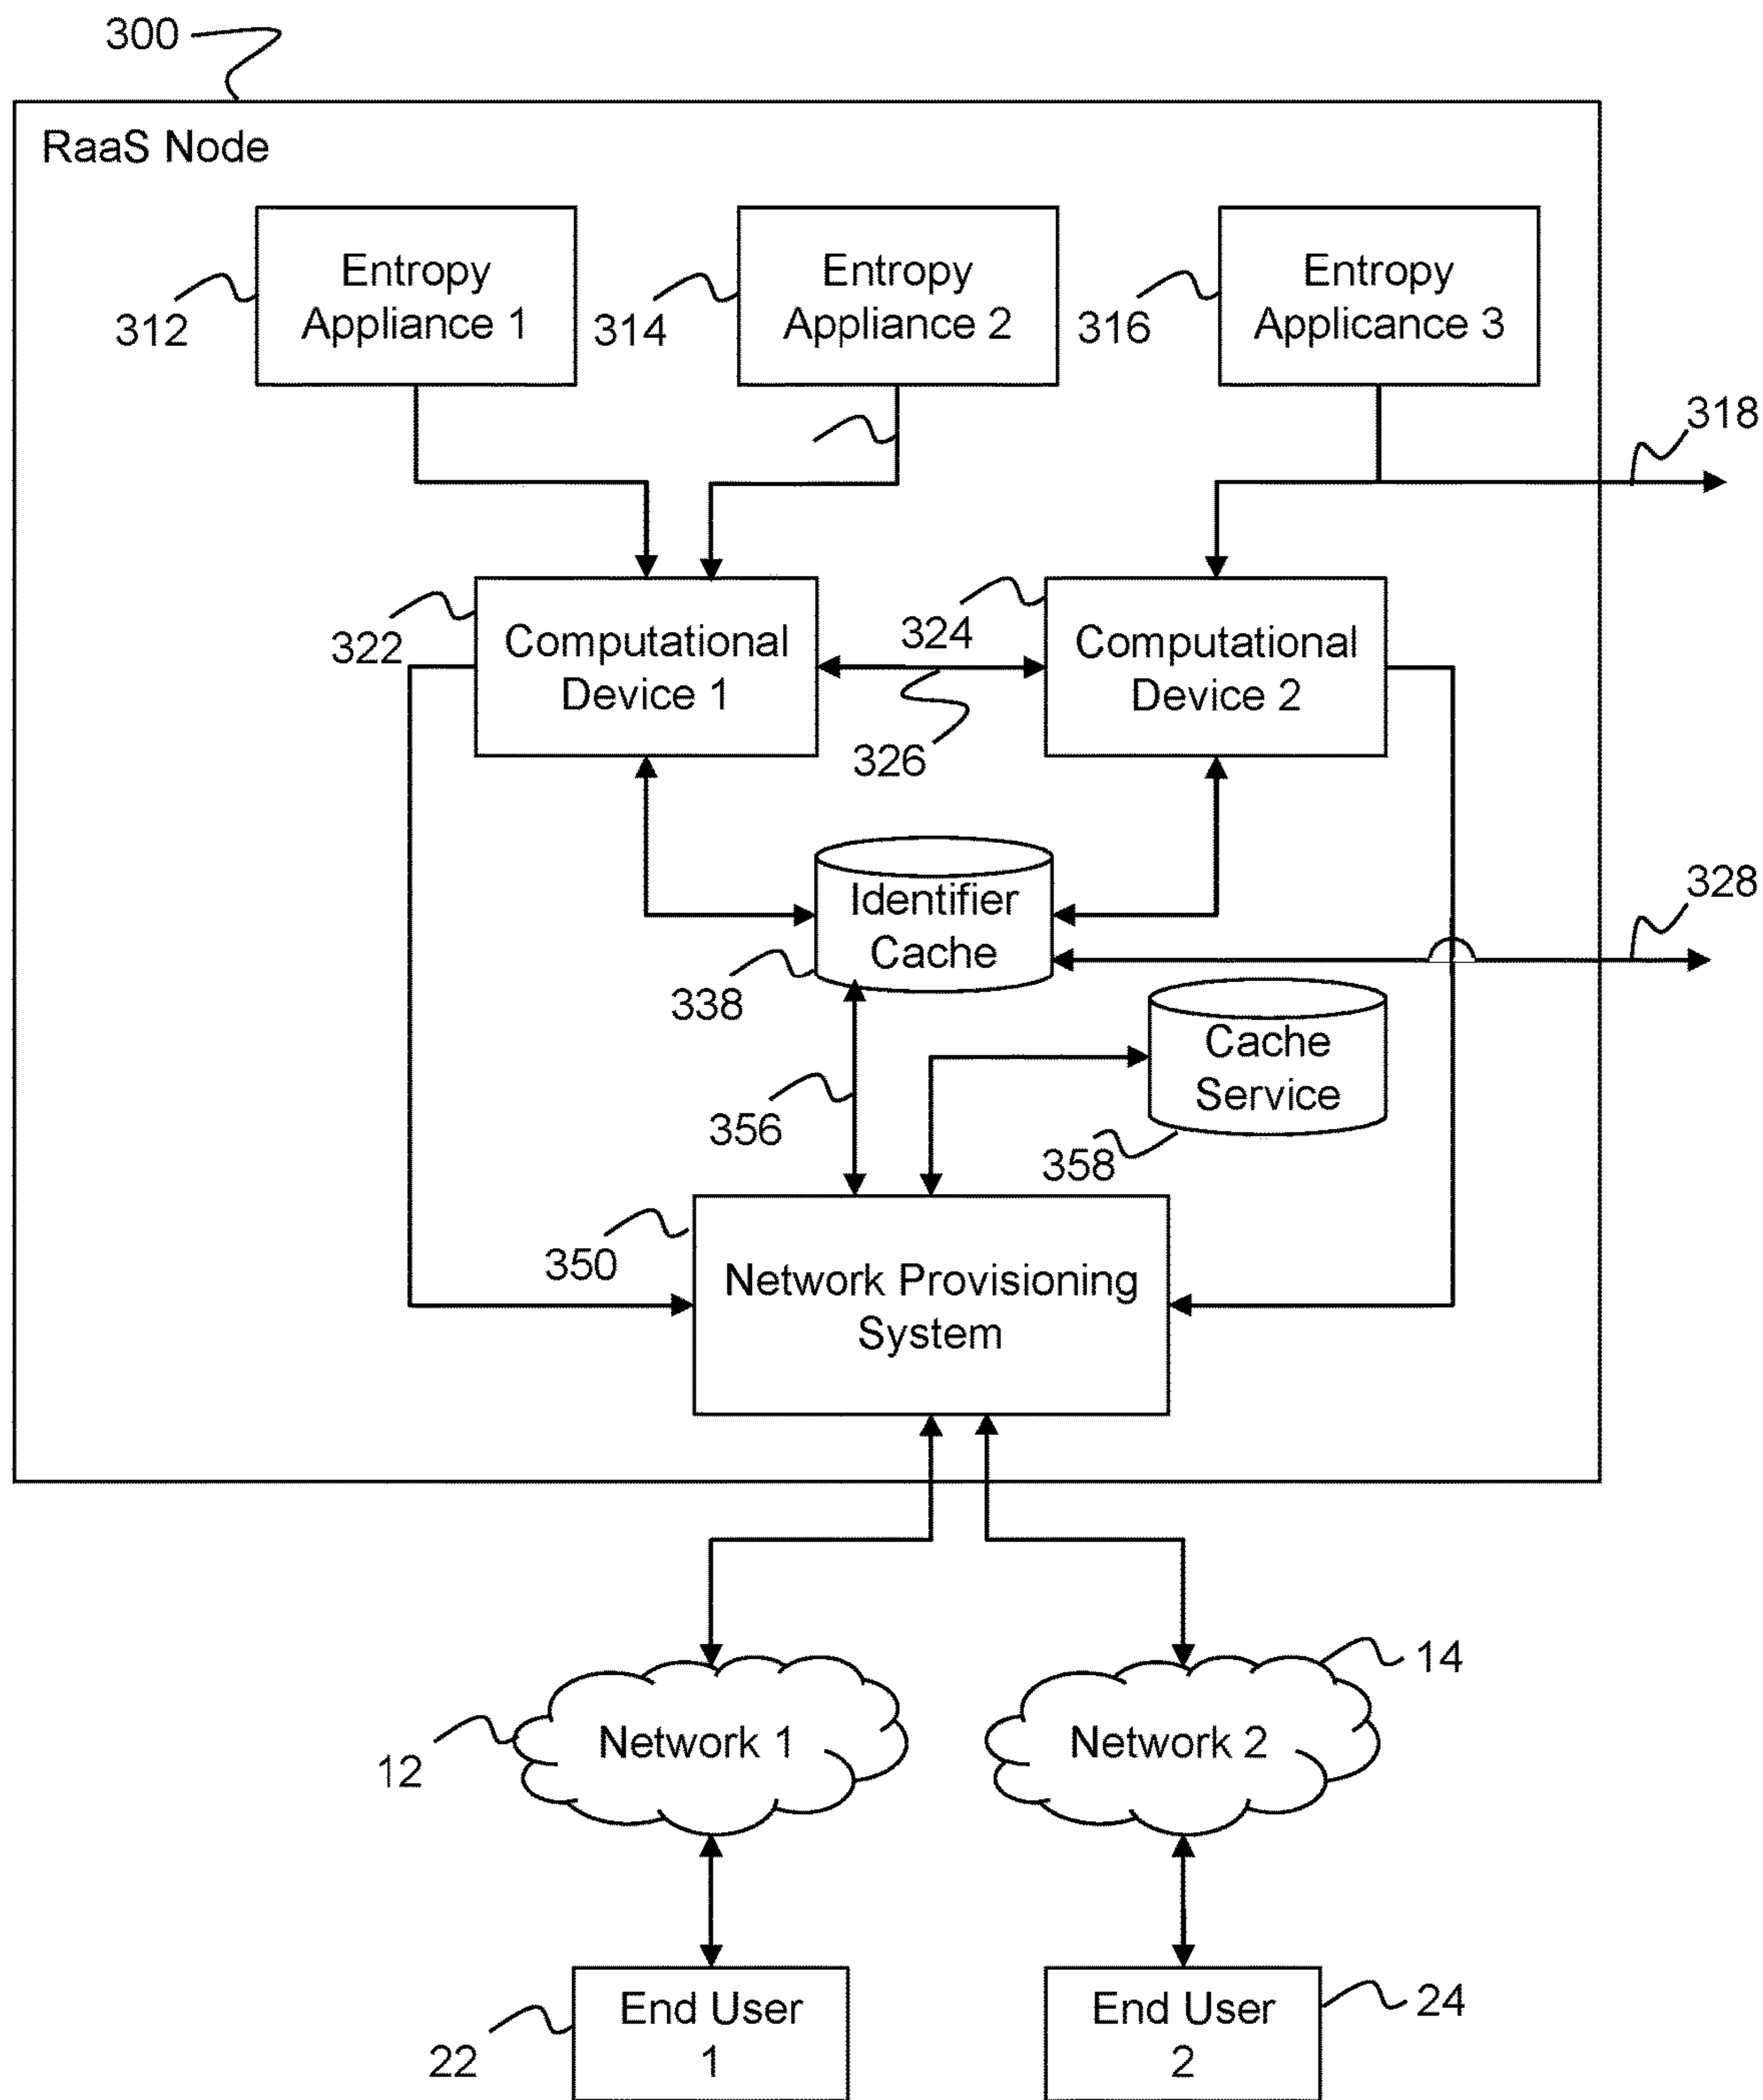 300
RaaS Node
Entropy
Appliance 1
312
Entropy
Appliance 2
314
Entropy
Applicance 3
316
318
Computational
Device 1
322
324
Computational
Device 2
326
Identifier
Cache
328
338
Cache
Service
356
358
350
Network Provisioning
System
14
Network 1
Network 2
12
End User
1
22
End User
2
24